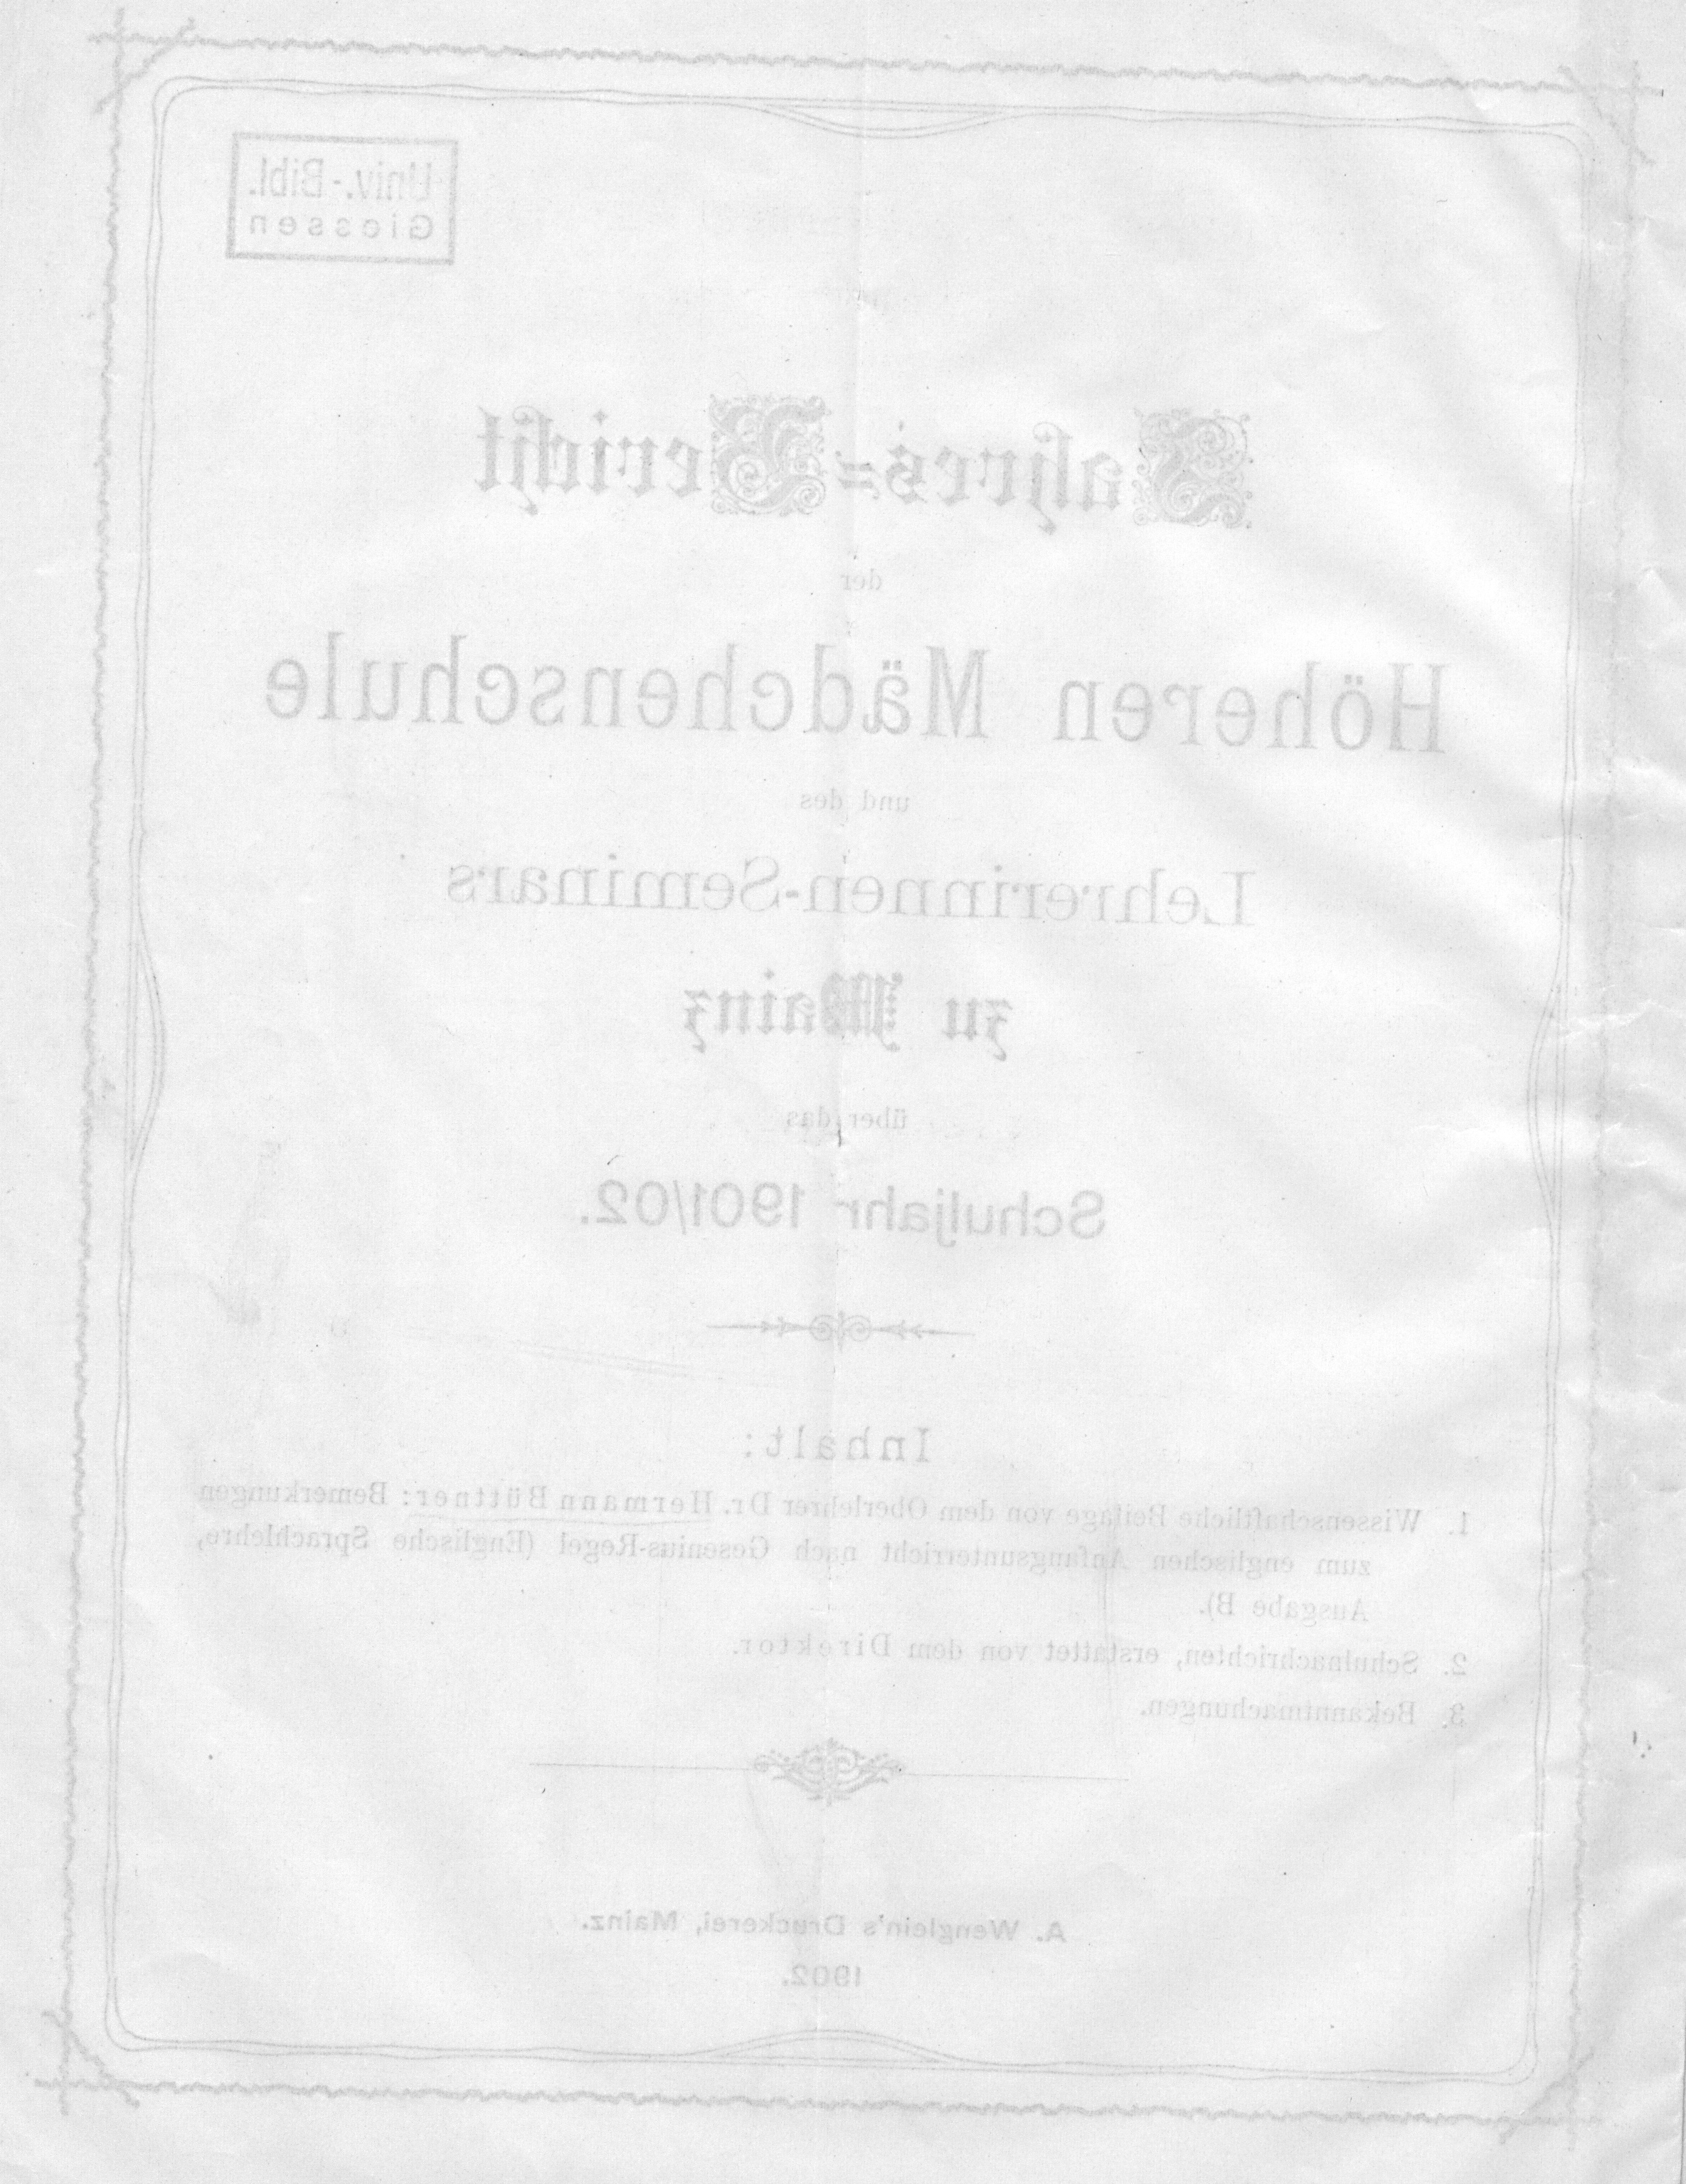 Univ.-Bibl.
Giessen
Jahres=Bericht
der
Höheren Mädchenschule
und des
Lehrerinnen-Seminars
zu Mainz
über das
Schuljahr 1901/02.
Inhalt:
1. Wissenschaftliche Beilage von dem Oberlehrer Dr. Hermann Büttner: Bemerkungen
zum englischen Anfangsunterricht nach Gesenius-Regel (Englische Sprachlehre,
Ausgabe B).
2. Schulnachrichten, erstattet von dem Direktor.
3. Bekanntmachungen.
A. Wenglein's Druckerei, Mainz.
1902.